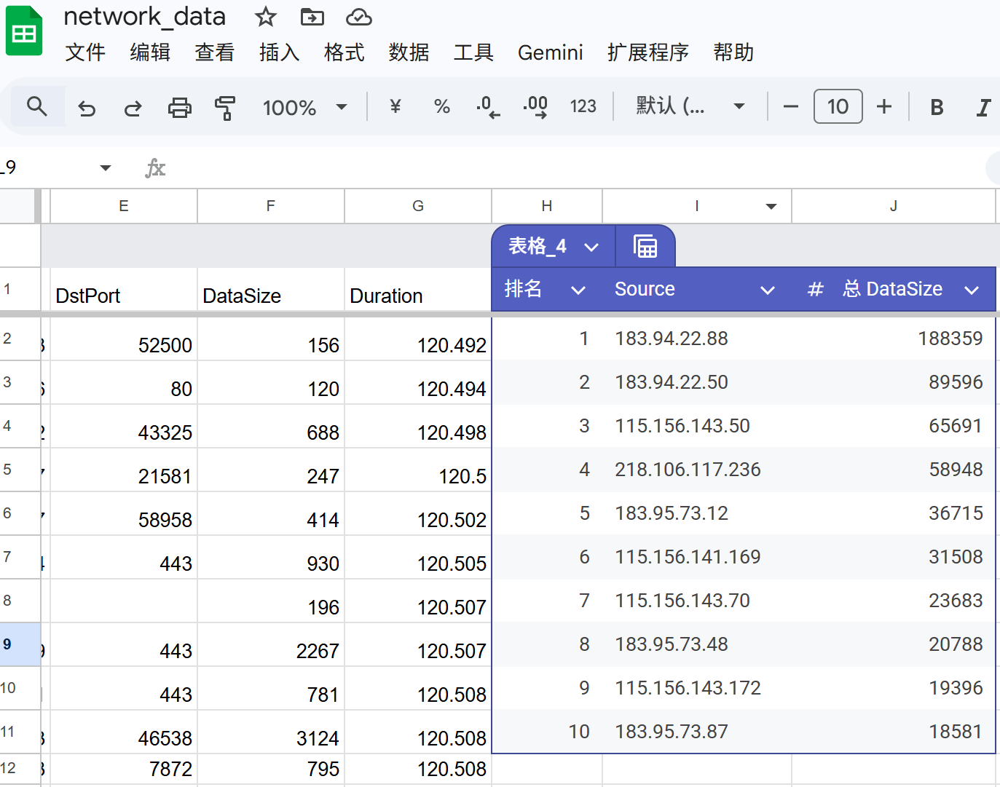 network_data
文件 编辑 查看 插入 格式 数据 工具 Gemini 扩展程序 帮助
100% ¥ % .0 .00 123 默认 (... − 10 + B I
9 fx
E F G H I J
表格_4
1 DstPort DataSize Duration 排名 Source # 总 DataSize
2 52500 156 120.492 1 183.94.22.88 188359
3 80 120 120.494 2 183.94.22.50 89596
4 43325 688 120.498 3 115.156.143.50 65691
5 21581 247 120.5 4 218.106.117.236 58948
6 58958 414 120.502 5 183.95.73.12 36715
7 443 930 120.505 6 115.156.141.169 31508
8 196 120.507 7 115.156.143.70 23683
9 443 2267 120.507 8 183.95.73.48 20788
10 443 781 120.508 9 115.156.143.172 19396
11 46538 3124 120.508 10 183.95.73.87 18581
12 7872 795 120.508